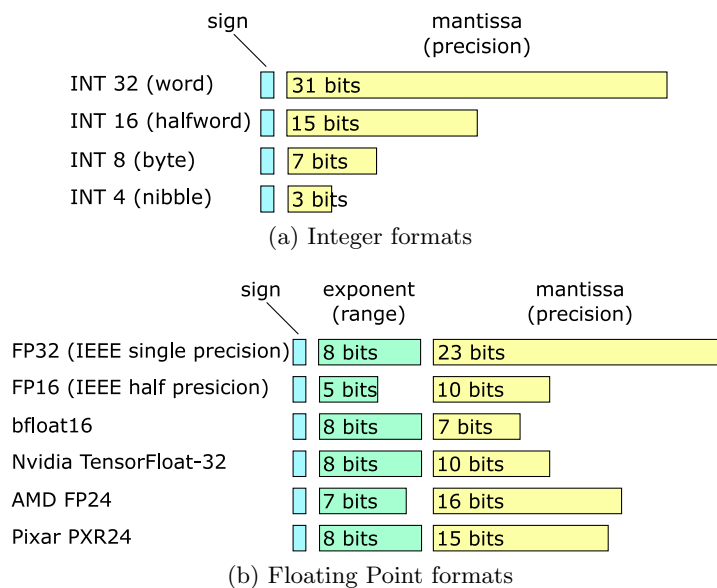 sign mantissa
(precision)
INT 32 (word) 31 bits
INT 16 (halfword) 15 bits
INT 8 (byte) 7 bits
INT 4 (nibble) 3 bits
(a) Integer formats
sign exponent mantissa
(range) (precision)
FP32 (IEEE single precision) 8 bits 23 bits
FP16 (IEEE half presicion) 5 bits 10 bits
bfloat16 8 bits 7 bits
Nvidia TensorFloat-32 8 bits 10 bits
AMD FP24 7 bits 16 bits
Pixar PXR24 8 bits 15 bits
(b) Floating Point formats